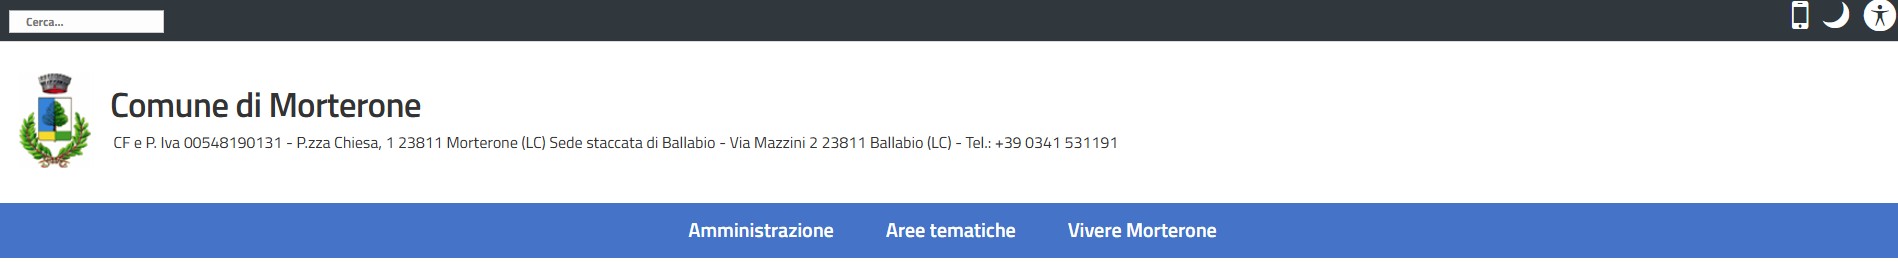 Cerca...
Comune di Morterone
CF e P. Iva 00548190131 - P.zza Chiesa, 1 23811 Morterone (LC) Sede staccata di Ballabio - Via Mazzini 2 23811 Ballabio (LC) - Tel.: +39 0341 531191
Amministrazione Aree tematiche Vivere Morterone